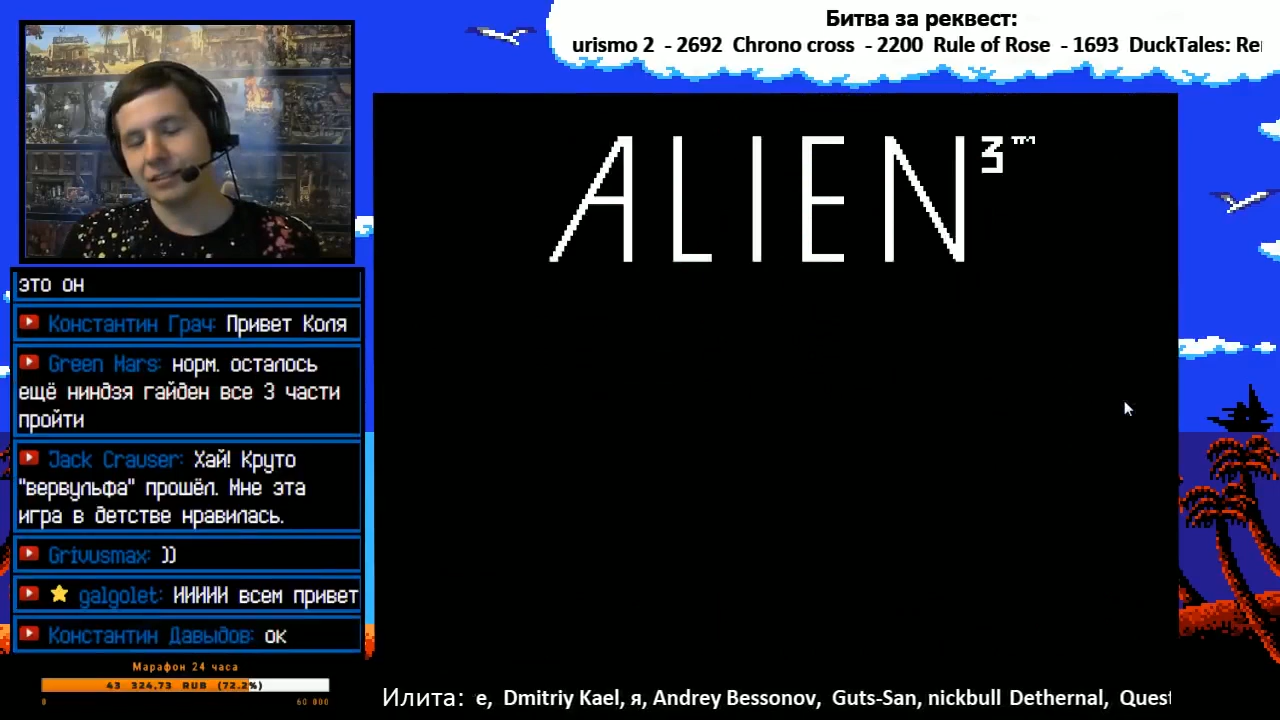 Битва за реквест:
urismo 2 - 2692 Chrono cross - 2200 Rule of Rose - 1693 DuckTales: Re
ALIEN 3 ™
это он
Константин Грач: Привет Коля
Green Mars: норм. осталось
ещё ниндзя гайден все 3 части
пройти
Jack Crauser: Хай! Круто
"вервульфа" прошёл. Мне эта
игра в детстве нравилась.
Grivusmax: ))
galgolet: ИИИИИ всем привет
Константин Давыдов: ок
Марафон 24 часа
43 324,73 RUB (72.2%)
0 60 000
Илита: е, Dmitriy Kael, я, Andrey Bessonov, Guts-San, nickbull Dethernal, Quest